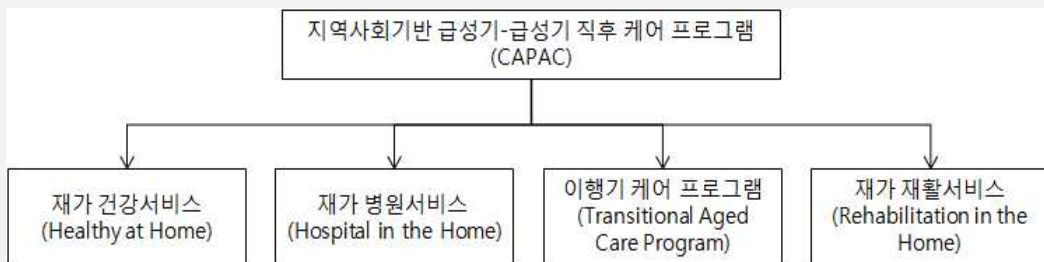 지역사회기반 급성기-급성기 직후 케어 프로그램
(CAPAC)
재가 건강서비스
(Healthy at Home)
재가 병원서비스
(Hospital in the Home)
이행기 케어 프로그램
(Transitional Aged
Care Program)
재가 재활서비스
(Rehabilitation in the
Home)